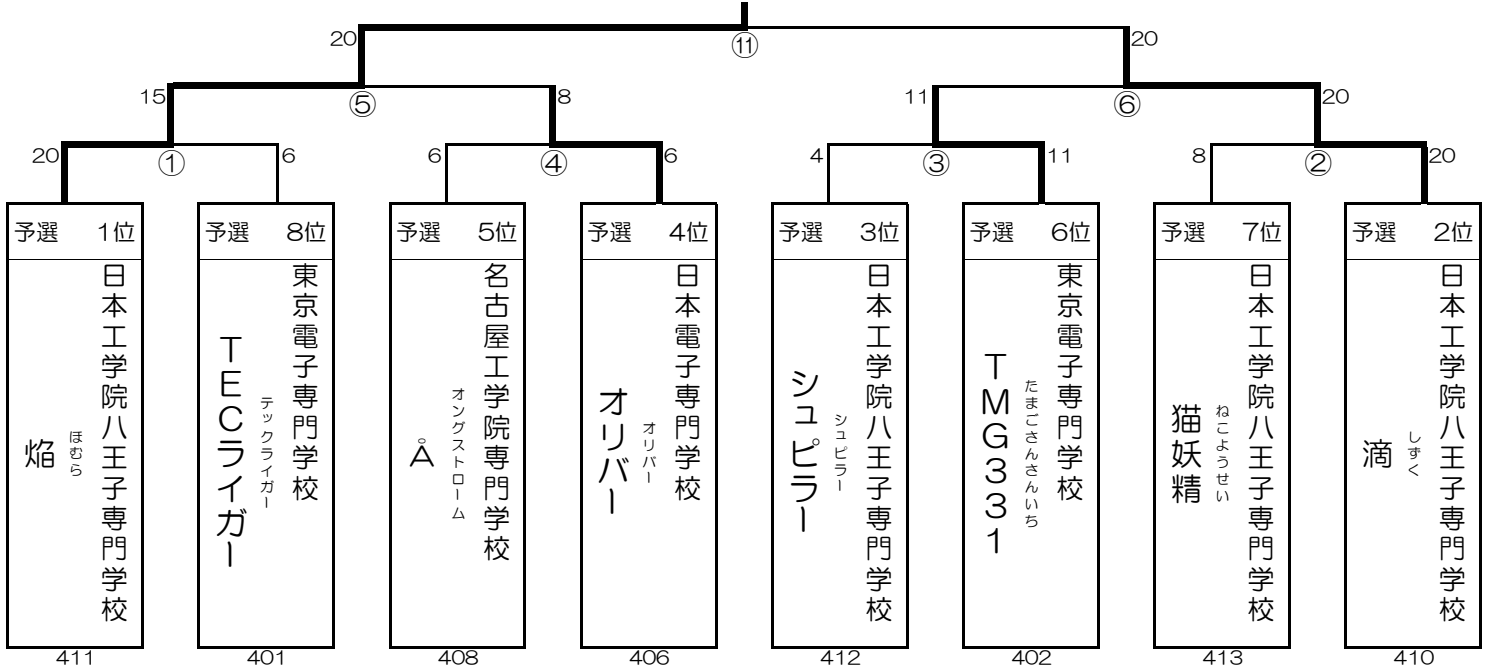 20
⑪
20
15
⑤
8
11
⑥
20
20
①
6
6
④
6
4
③
11
8
②
20
予選 1位
日本工学院八王子専門学校
ほむら
焔
411
予選 8位
東京電子専門学校
テックライガー
TECライガー
401
予選 5位
名古屋工学院専門学校
オングストローム
Å
408
予選 4位
日本電子専門学校
オリバー
オリバー
406
予選 3位
日本工学院八王子専門学校
シュピラー
シュピラー
412
予選 6位
東京電子専門学校
たまごさんさんいち
TMG331
402
予選 7位
日本工学院八王子専門学校
ねこようせい
猫妖精
413
予選 2位
日本工学院八王子専門学校
しずく
滴
410